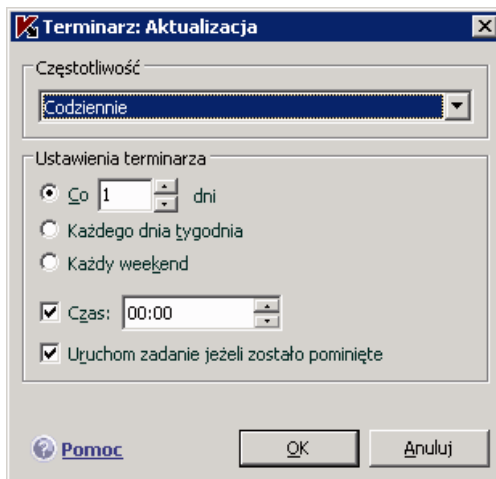 Terminarz: Aktualizacja
Częstotliwość
Codziennie
Ustawienia terminarza
Co 1 dni
Każdego dnia tygodnia
Każdy weekend
Czas: 00:00
Uruchom zadanie jeżeli zostało pominięte
Pomoc OK Anuluj